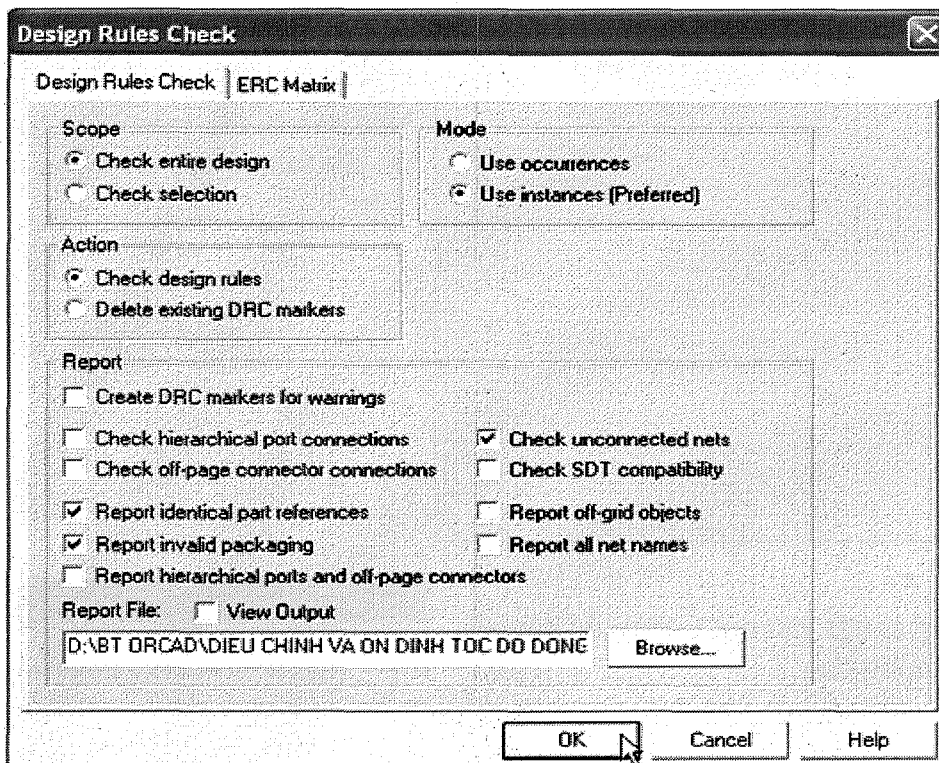 Design Rules Check
Design Rules Check ERC Matrix
Scope
Check entire design
Check selection
Mode
Use occurrences
Use instances (Preferred)
Action
Check design rules
Delete existing DRC markers
Report
Create DRC markers for warnings
Check hierarchical port connections
Check off-page connector connections
Check unconnected nets
Check SDT compatibility
Report identical part references
Report invalid packaging
Report off-grid objects
Report all net names
Report hierarchical ports and off-page connectors
Report File: View Output
D:\BT ORCAD\DIEU CHINH VA ON DINH TOC DO DONG
Browse...
OK Cancel Help